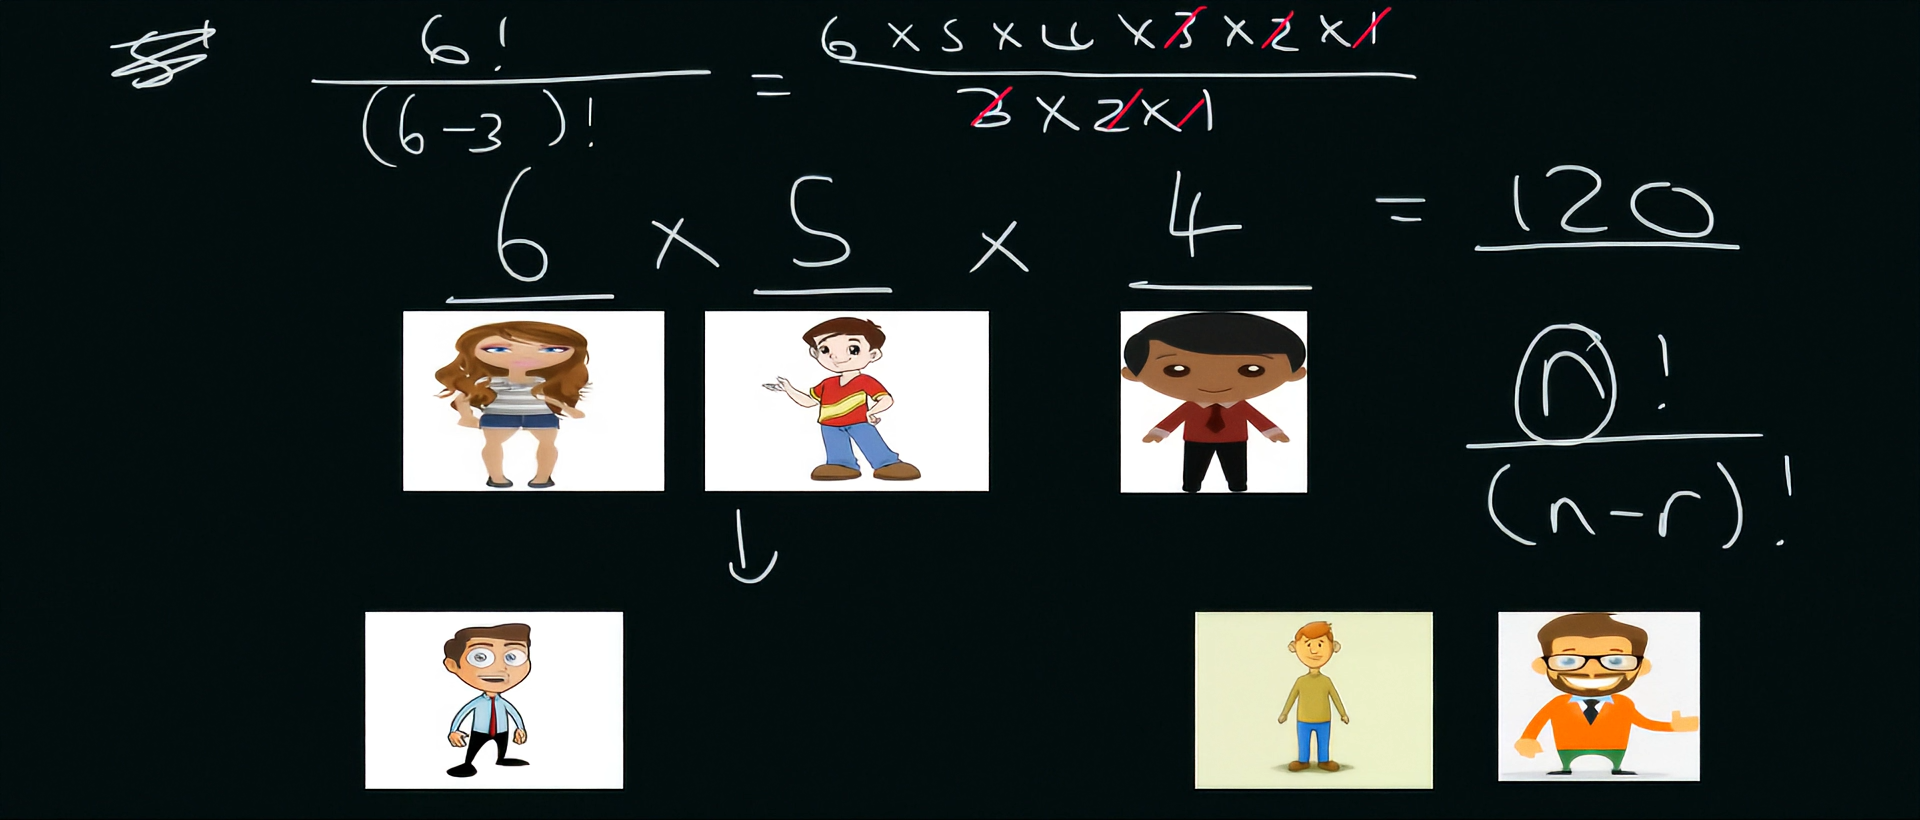 6! / (6-3)! = 6 × 5 × 4 × 3 × 2 × 1 / 3 × 2 × 1
6 × 5 × 4 = 120
n! / (n-r)!